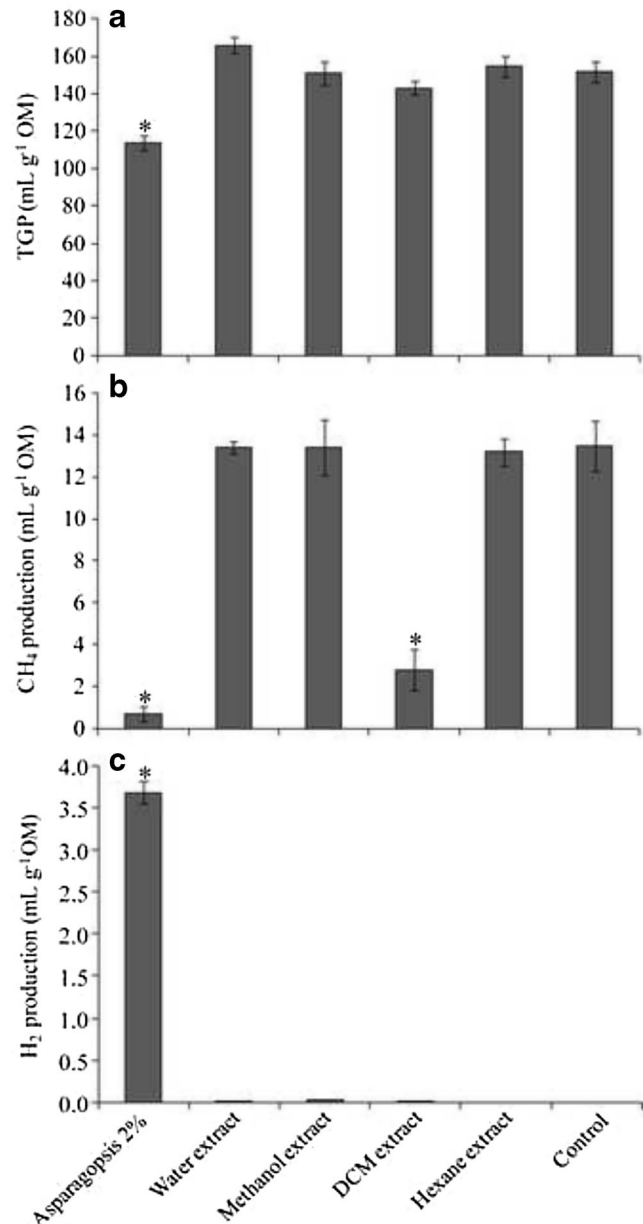 a
TGP (mL g-1 OM)
180
160
140
120
100
80
60
40
20
0
*
b
CH4 production (mL g-1 OM)
16
14
12
10
8
6
4
2
0
*
*
c
H2 production (mL g-1OM)
4.0
3.5
3.0
2.5
2.0
1.5
1.0
0.5
0.0
*
Asparagopsis 2%
Water extract
Methanol extract
DCM extract
Hexane extract
Control